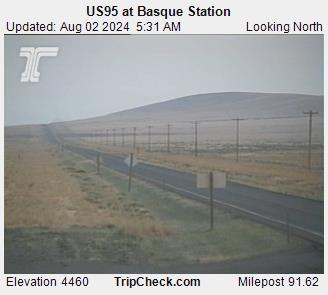 US95 at Basque Station
Updated: Aug 02 2024 5:31 AM Looking North
Elevation 4460 TripCheck.com Milepost 91.62